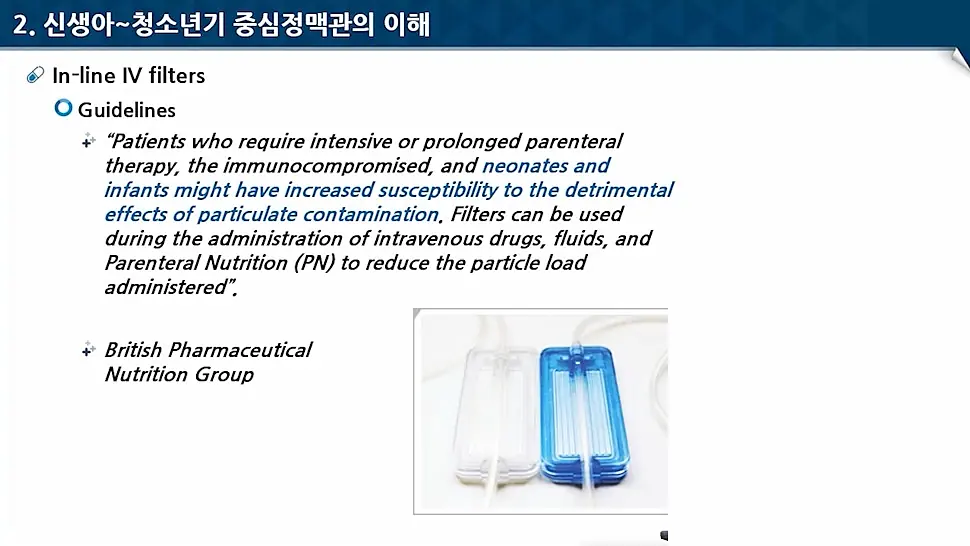 2. 신생아~청소년기 중심정맥관의 이해
In-line IV filters
Guidelines
“Patients who require intensive or prolonged parenteral
therapy, the immunocompromised, and neonates and
infants might have increased susceptibility to the detrimental
effects of particulate contamination. Filters can be used
during the administration of intravenous drugs, fluids, and
Parenteral Nutrition (PN) to reduce the particle load
administered”.
British Pharmaceutical
Nutrition Group